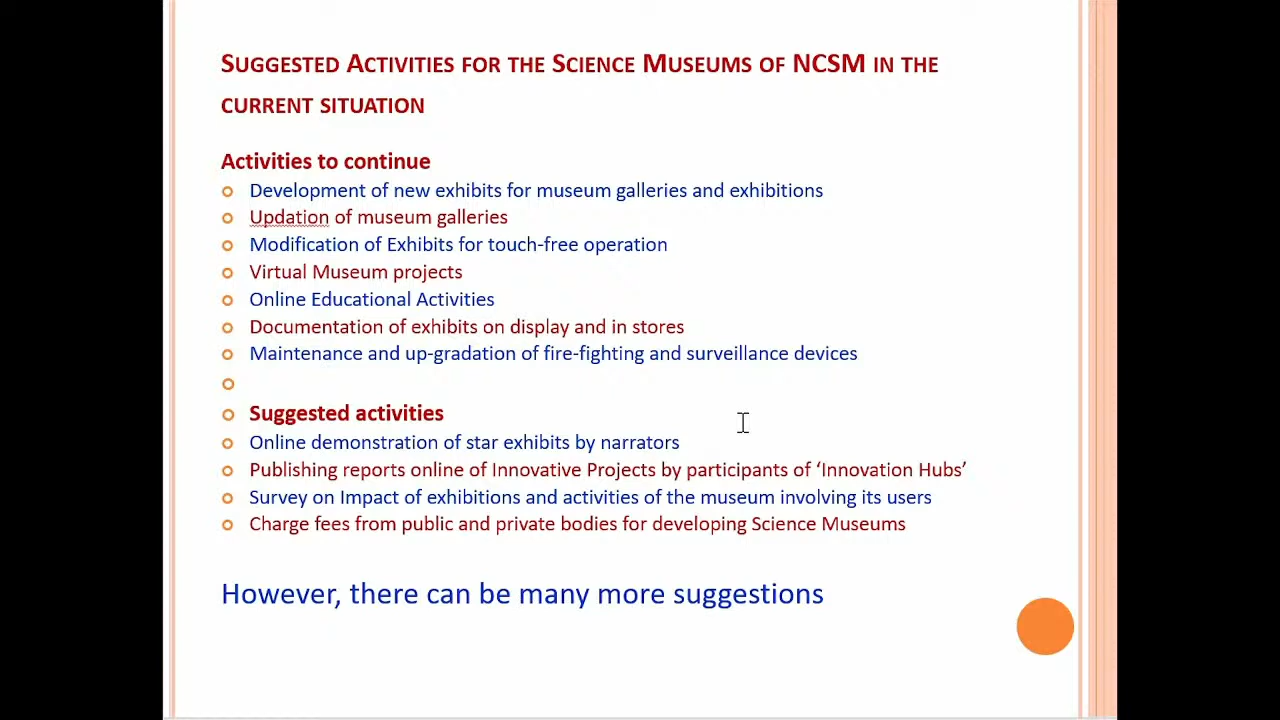 SUGGESTED ACTIVITIES FOR THE SCIENCE MUSEUMS OF NCSM IN THE
CURRENT SITUATION
Activities to continue
Development of new exhibits for museum galleries and exhibitions
Updation of museum galleries
Modification of Exhibits for touch-free operation
Virtual Museum projects
Online Educational Activities
Documentation of exhibits on display and in stores
Maintenance and up-gradation of fire-fighting and surveillance devices
Suggested activities
Online demonstration of star exhibits by narrators
Publishing reports online of Innovative Projects by participants of ‘Innovation Hubs’
Survey on Impact of exhibitions and activities of the museum involving its users
Charge fees from public and private bodies for developing Science Museums
However, there can be many more suggestions